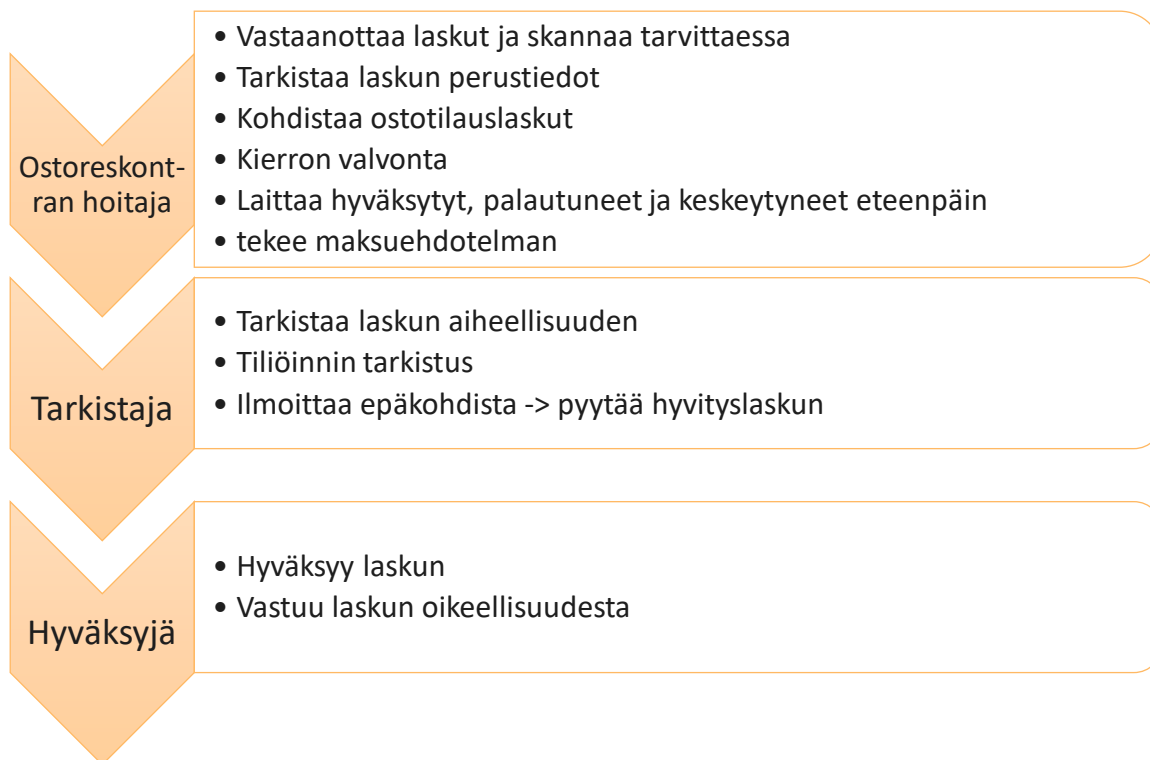 Ostoreskont-
ran hoitaja
• Vastaanottaa laskut ja skannaa tarvittaessa
• Tarkistaa laskun perustiedot
• Kohdistaa ostotilauslaskut
• Kierron valvonta
• Laittaa hyväksytyt, palautuneet ja keskeytyneet eteenpäin
• tekee maksuehdotelman
Tarkistaja
• Tarkistaa laskun aiheellisuuden
• Tiliöinnin tarkistus
• Ilmoittaa epäkohdista -> pyytää hyvityslaskun
Hyväksyjä
• Hyväksyy laskun
• Vastuu laskun oikeellisuudesta